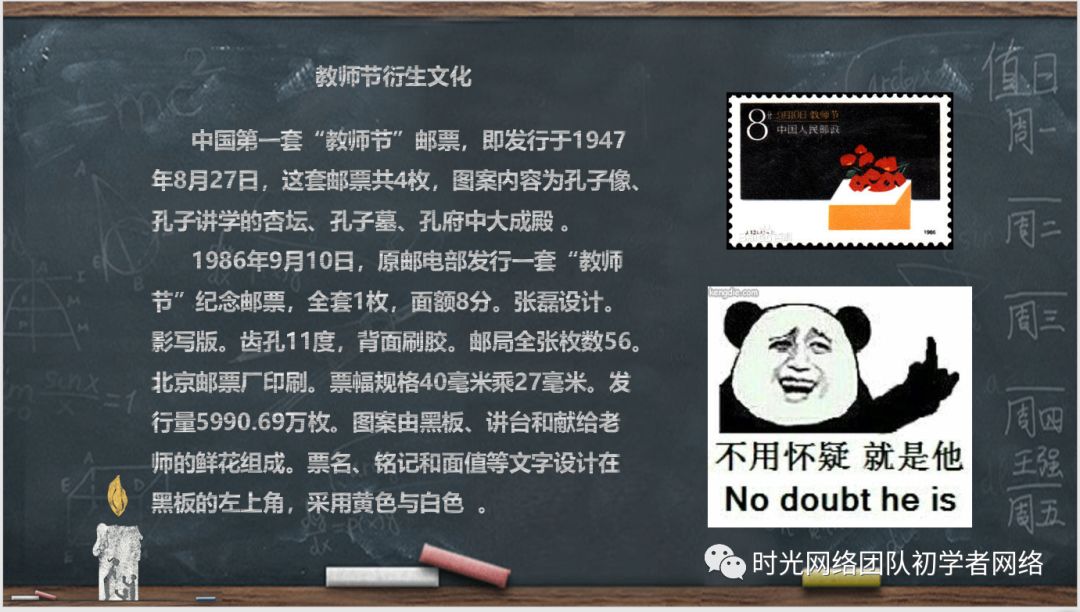 教师节衍生文化
中国第一套“教师节”邮票，即发行于1947
年8月27日，这套邮票共4枚，图案内容为孔子像、
孔子讲学的杏坛、孔子墓、孔府中大成殿 。
1986年9月10日，原邮电部发行一套“教师
节”纪念邮票，全套1枚，面额8分。张磊设计。
影写版。齿孔11度，背面刷胶。邮局全张枚数56。
北京邮票厂印刷。票幅规格40毫米乘27毫米。发
行量5990.69万枚。图案由黑板、讲台和献给老
师的鲜花组成。票名、铭记和面值等文字设计在
黑板的左上角，采用黄色与白色 。
8分
9月10日 教师节
中国人民邮政
1986
kengdie.com
不用怀疑 就是他
No doubt he is
值日
周一
周二
周三
周四
王强
周五
sinx
时光网络团队初学者网络